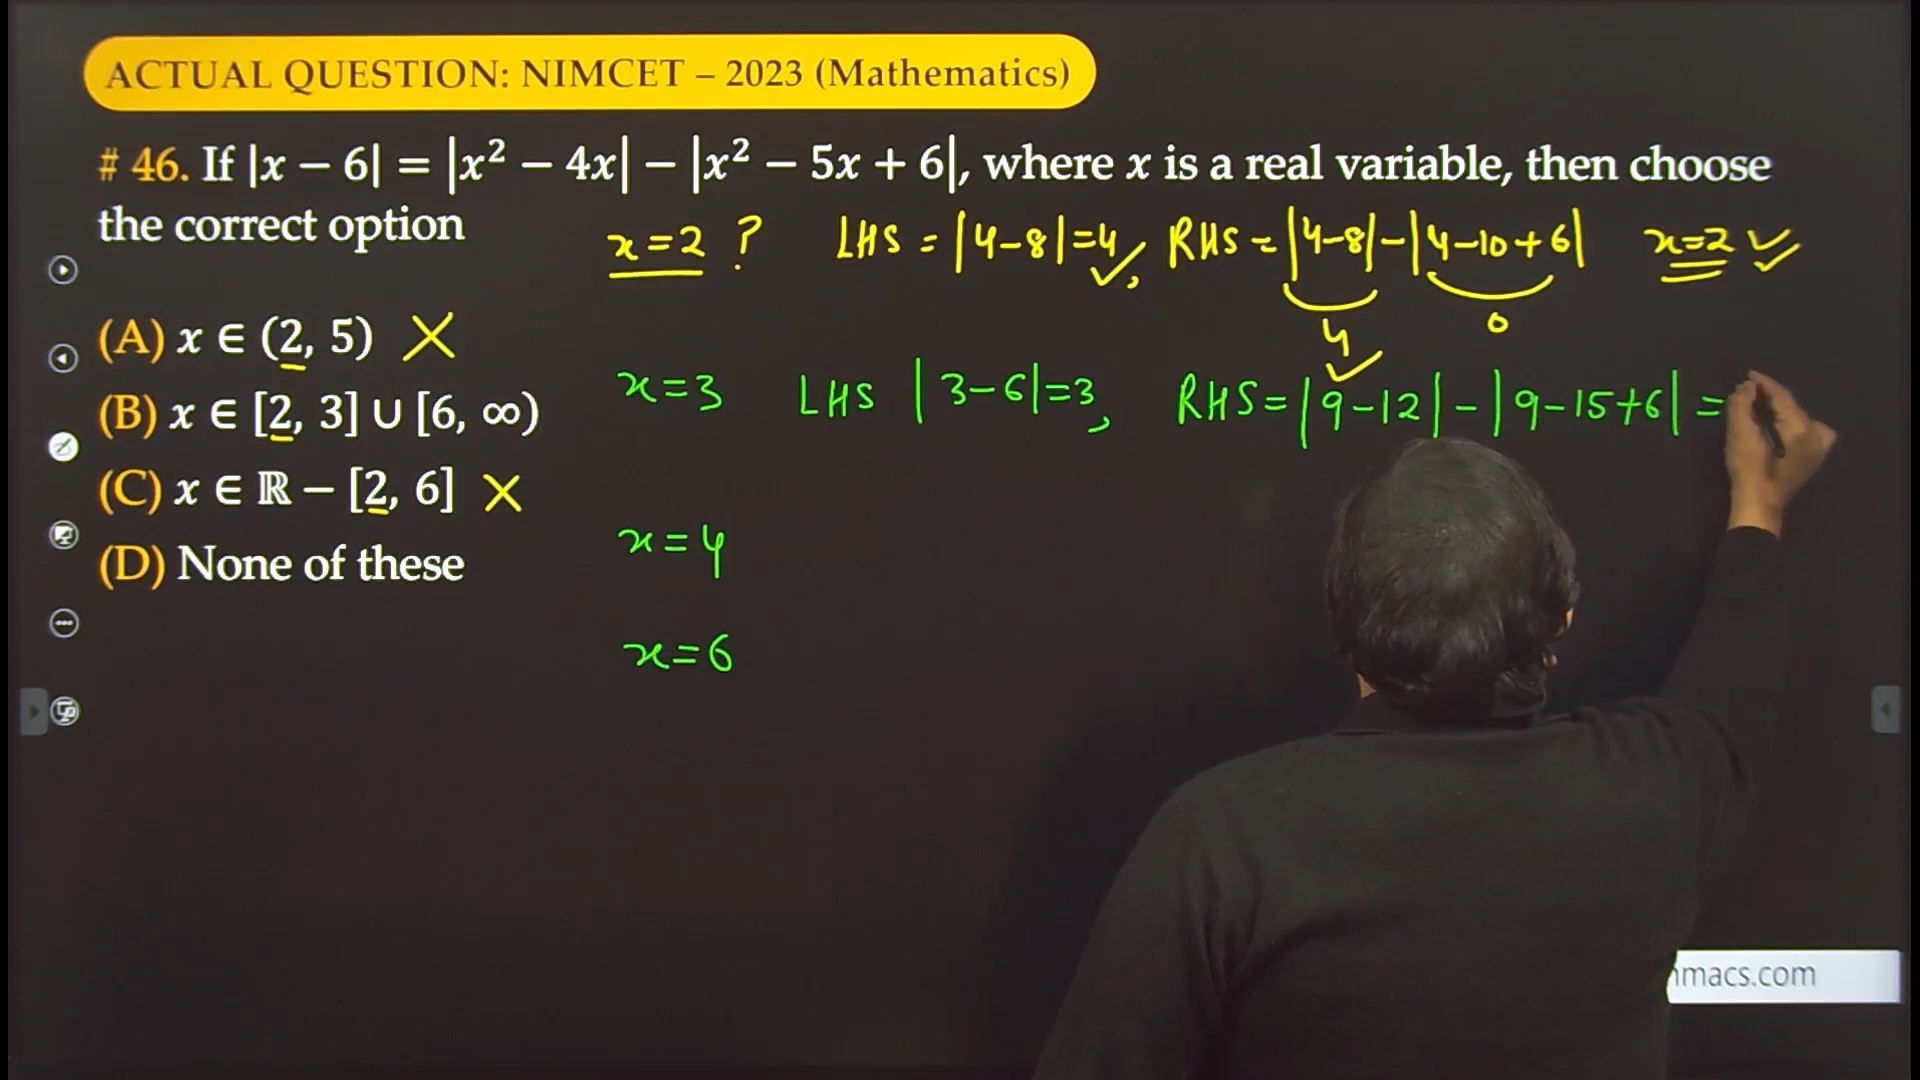 ACTUAL QUESTION: NIMCET – 2023 (Mathematics)
# 46. If |x − 6| = |x² − 4x| − |x² − 5x + 6|, where x is a real variable, then choose
the correct option
x=2 ? LHS = |4-8|=4 ✓, RHS = |4-8|-|4-10+6| x=2 ✓
4 ✓ 0
(A) x ∈ (2, 5) ✗
x=3 LHS |3-6|=3, RHS= |9-12| - |9-15+6| =
(B) x ∈ [2, 3] ∪ [6, ∞)
(C) x ∈ ℝ − [2, 6] ✗
x=4
(D) None of these
x=6
macs.com